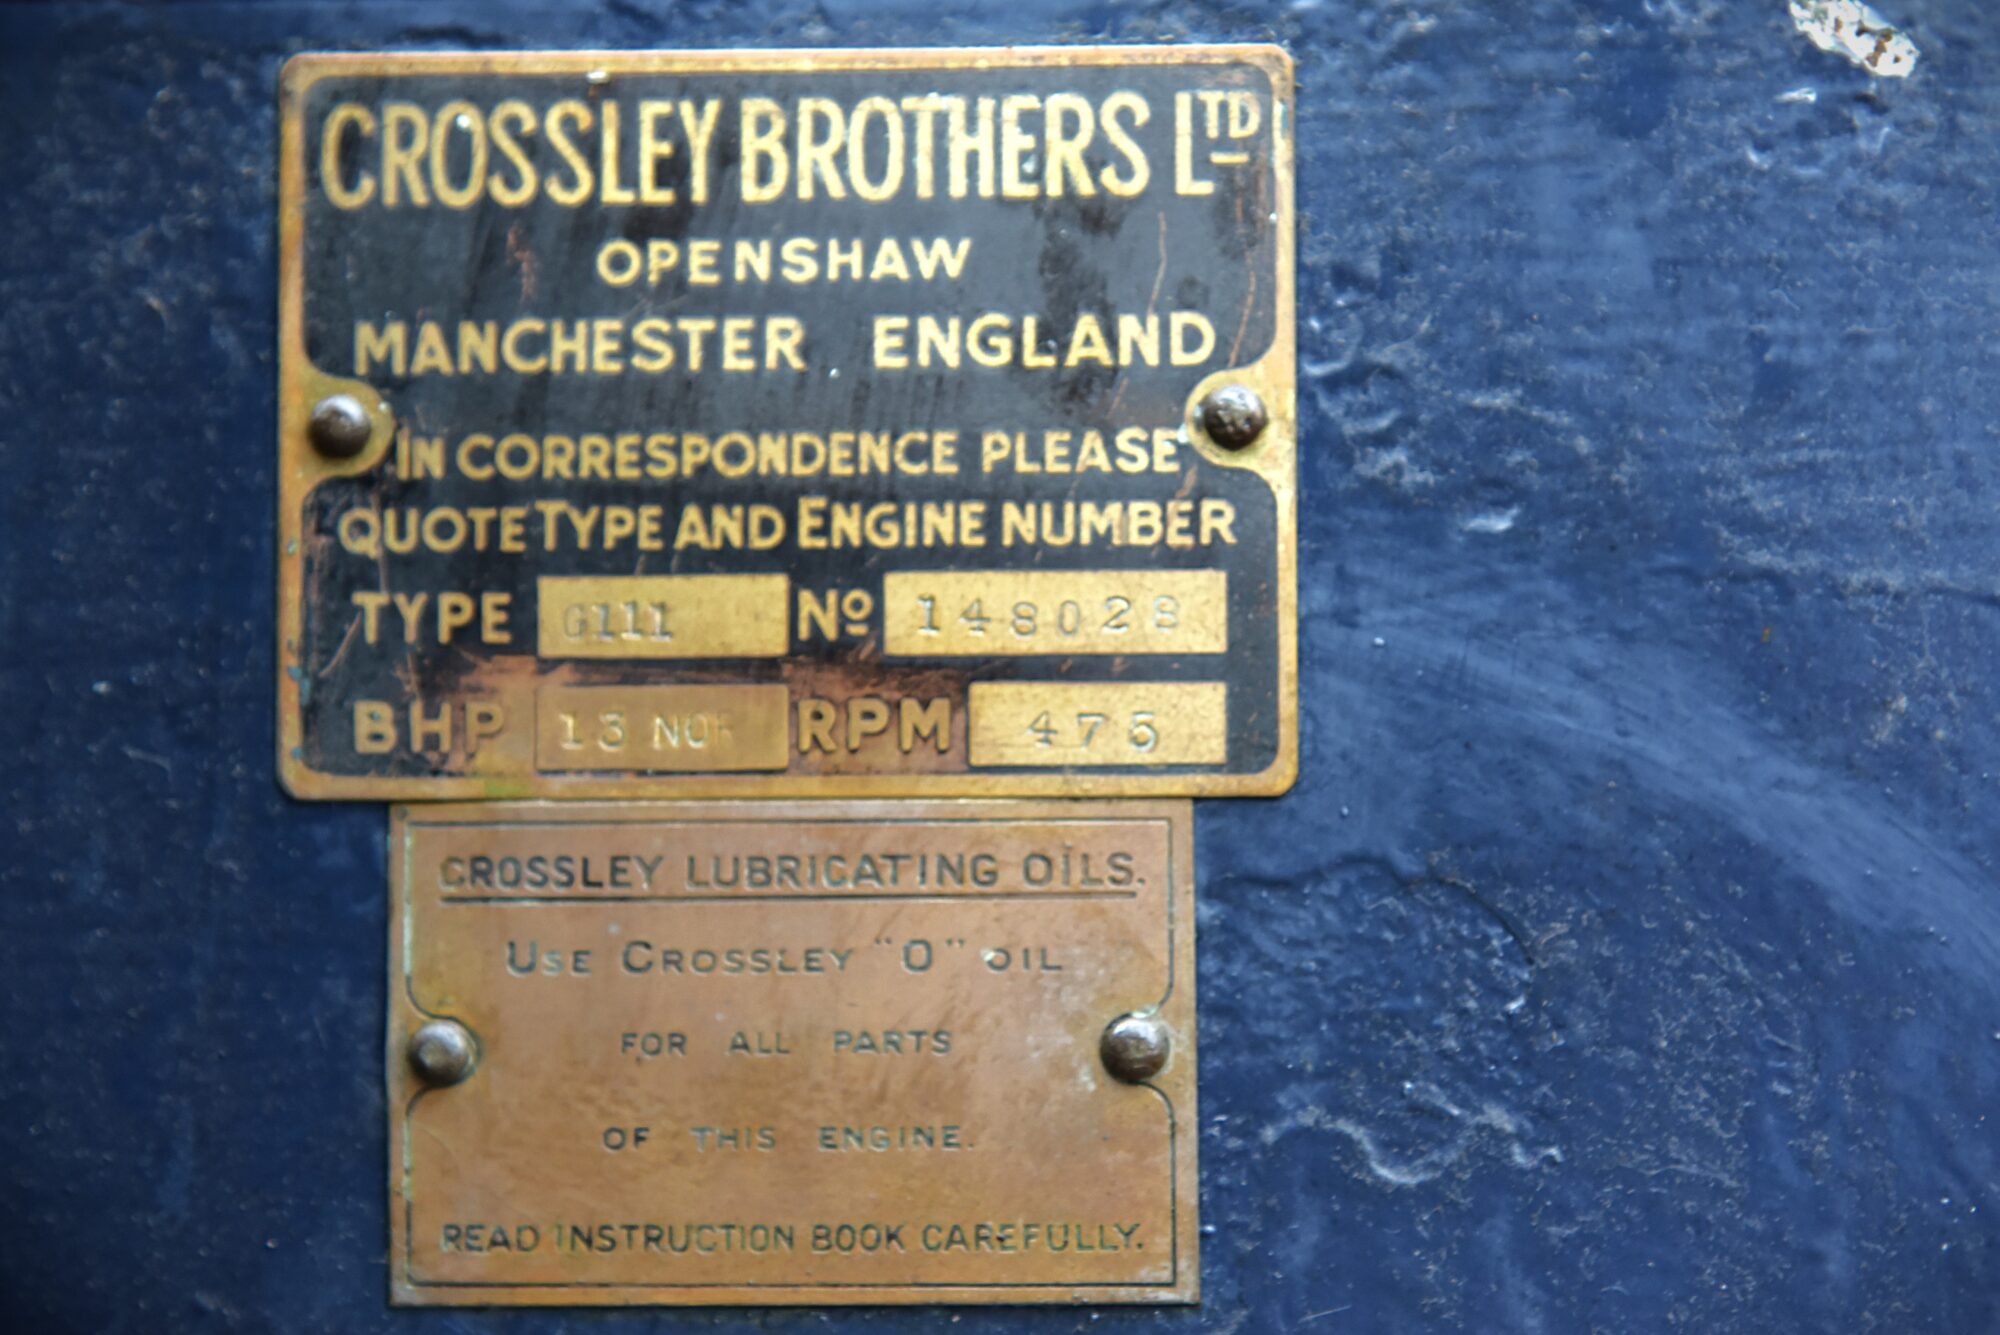 CROSSLEY BROTHERS LTD
OPENSHAW
MANCHESTER ENGLAND
IN CORRESPONDENCE PLEASE
QUOTE TYPE AND ENGINE NUMBER
TYPE G111 No 148028
BHP 13 NOR RPM 475
CROSSLEY LUBRICATING OILS.
USE CROSSLEY "O" OIL
FOR ALL PARTS
OF THIS ENGINE.
READ INSTRUCTION BOOK CAREFULLY.